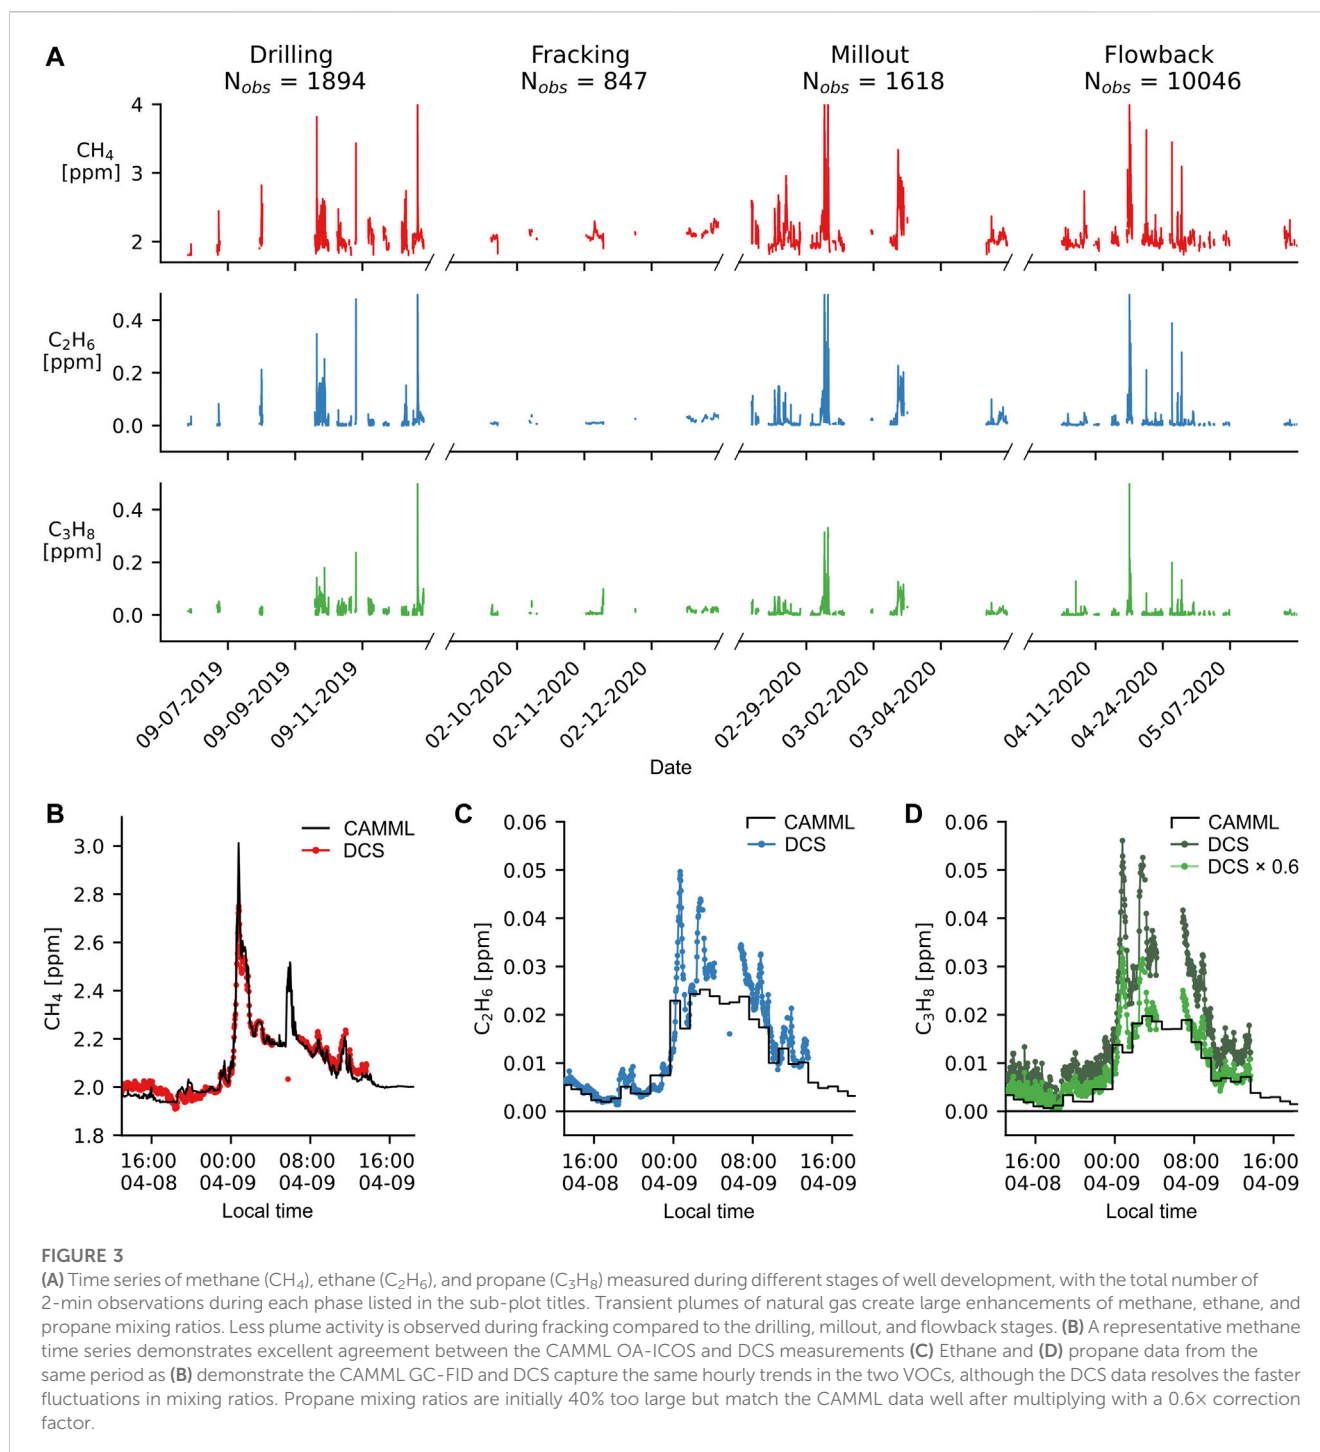 A
Drilling
N_obs = 1894
Fracking
N_obs = 847
Millout
N_obs = 1618
Flowback
N_obs = 10046
CH4
[ppm]
4
3
2
C2H6
[ppm]
0.4
0.2
0.0
C3H8
[ppm]
0.4
0.2
0.0
09-07-2019
09-09-2019
09-11-2019
02-10-2020
02-11-2020
02-12-2020
02-29-2020
03-02-2020
03-04-2020
04-11-2020
04-24-2020
05-07-2020
Date
B
CAMML
DCS
CH4 [ppm]
3.0
2.8
2.6
2.4
2.2
2.0
1.8
16:00 00:00 08:00 16:00
04-08 04-09 04-09 04-09
Local time
C
CAMML
DCS
C2H6 [ppm]
0.06
0.05
0.04
0.03
0.02
0.01
0.00
16:00 00:00 08:00 16:00
04-08 04-09 04-09 04-09
Local time
D
CAMML
DCS
DCS × 0.6
C3H8 [ppm]
0.06
0.05
0.04
0.03
0.02
0.01
0.00
16:00 00:00 08:00 16:00
04-08 04-09 04-09 04-09
Local time
FIGURE 3
(A) Time series of methane (CH4), ethane (C2H6), and propane (C3H8) measured during different stages of well development, with the total number of
2-min observations during each phase listed in the sub-plot titles. Transient plumes of natural gas create large enhancements of methane, ethane, and
propane mixing ratios. Less plume activity is observed during fracking compared to the drilling, millout, and flowback stages. (B) A representative methane
time series demonstrates excellent agreement between the CAMML OA-ICOS and DCS measurements (C) Ethane and (D) propane data from the
same period as (B) demonstrate the CAMML GC-FID and DCS capture the same hourly trends in the two VOCs, although the DCS data resolves the faster
fluctuations in mixing ratios. Propane mixing ratios are initially 40% too large but match the CAMML data well after multiplying with a 0.6× correction
factor.